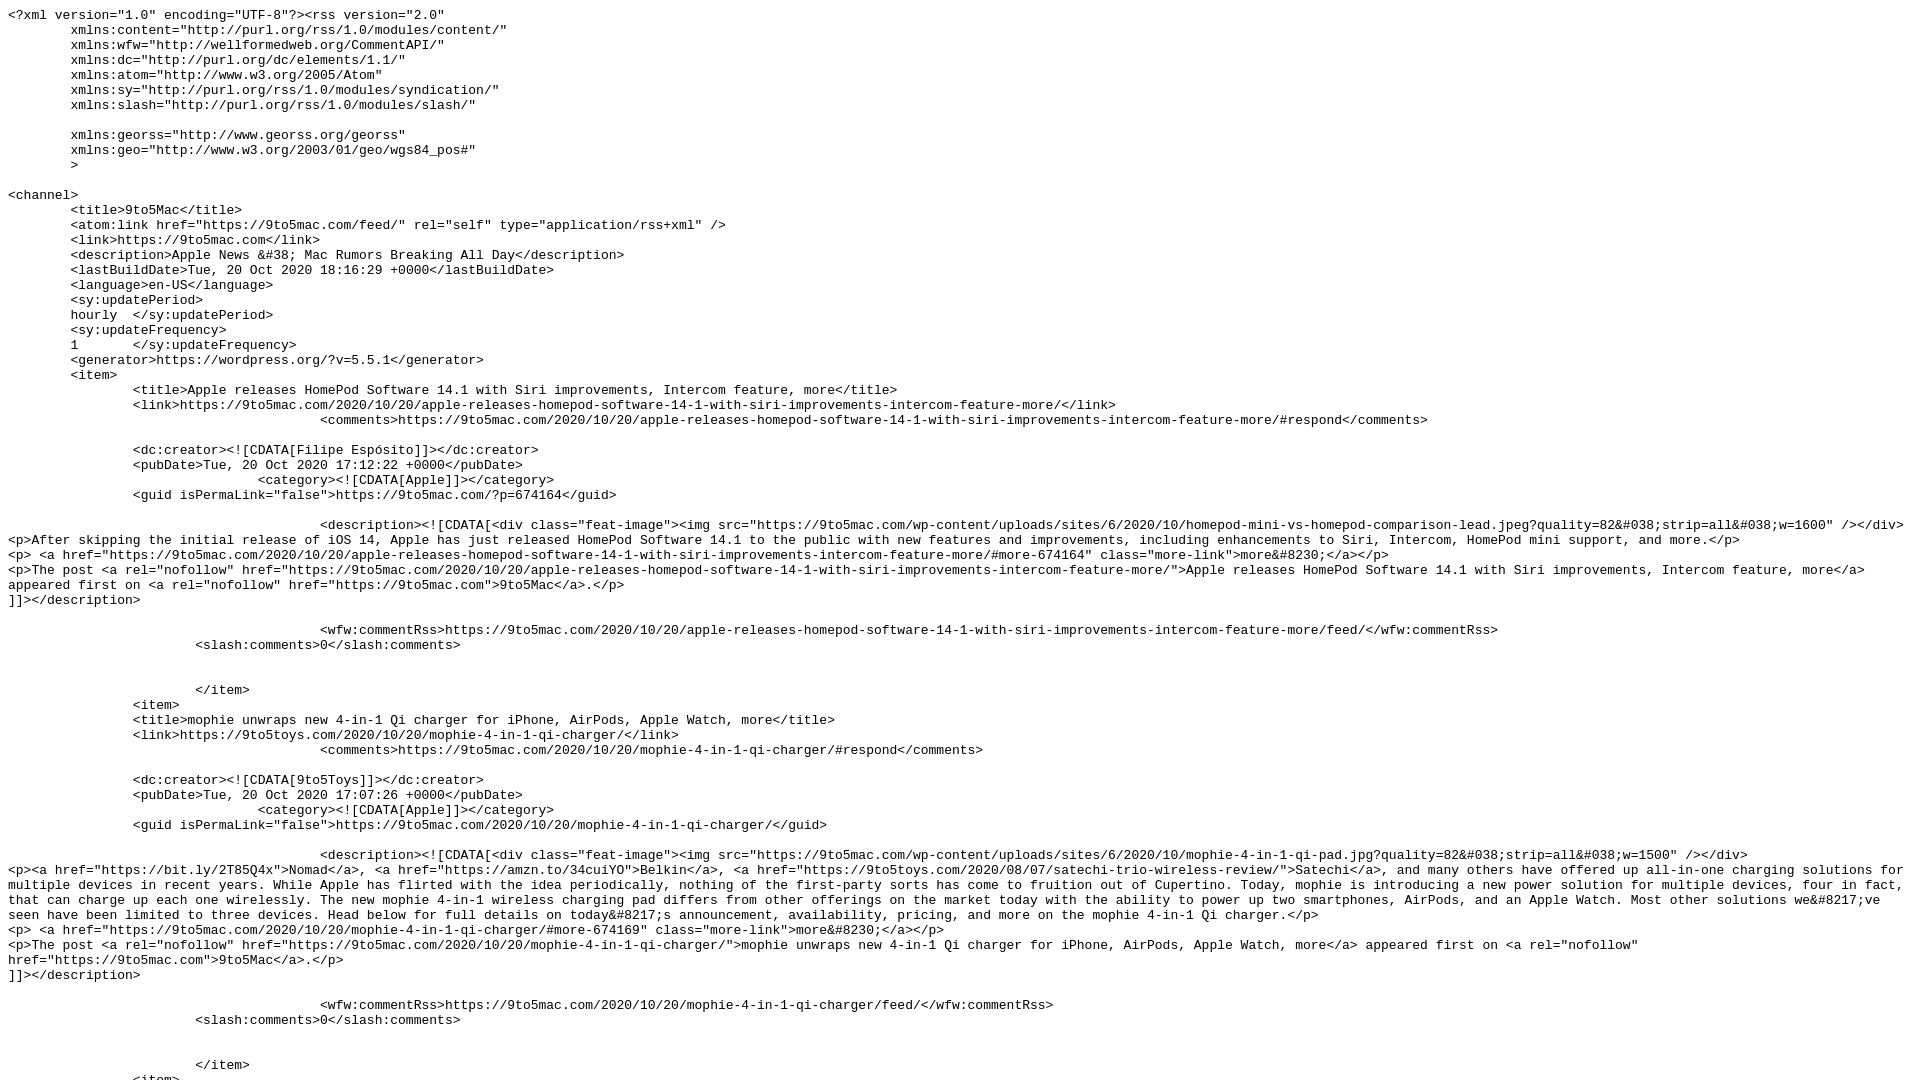 <?xml version="1.0" encoding="UTF-8"?><rss version="2.0"
xmlns:content="http://purl.org/rss/1.0/modules/content/"
xmlns:wfw="http://wellformedweb.org/CommentAPI/"
xmlns:dc="http://purl.org/dc/elements/1.1/"
xmlns:atom="http://www.w3.org/2005/Atom"
xmlns:sy="http://purl.org/rss/1.0/modules/syndication/"
xmlns:slash="http://purl.org/rss/1.0/modules/slash/"
xmlns:georss="http://www.georss.org/georss"
xmlns:geo="http://www.w3.org/2003/01/geo/wgs84_pos#"
>
<channel>
<title>9to5Mac</title>
<atom:link href="https://9to5mac.com/feed/" rel="self" type="application/rss+xml" />
<link>https://9to5mac.com</link>
<description>Apple News &#38; Mac Rumors Breaking All Day</description>
<lastBuildDate>Tue, 20 Oct 2020 18:16:29 +0000</lastBuildDate>
<language>en-US</language>
<sy:updatePeriod>
hourly </sy:updatePeriod>
<sy:updateFrequency>
1 </sy:updateFrequency>
<generator>https://wordpress.org/?v=5.5.1</generator>
<item>
<title>Apple releases HomePod Software 14.1 with Siri improvements, Intercom feature, more</title>
<link>https://9to5mac.com/2020/10/20/apple-releases-homepod-software-14-1-with-siri-improvements-intercom-feature-more/</link>
<comments>https://9to5mac.com/2020/10/20/apple-releases-homepod-software-14-1-with-siri-improvements-intercom-feature-more/#respond</comments>
<dc:creator><![CDATA[Filipe Espósito]]></dc:creator>
<pubDate>Tue, 20 Oct 2020 17:12:22 +0000</pubDate>
<category><![CDATA[Apple]]></category>
<guid isPermaLink="false">https://9to5mac.com/?p=674164</guid>
<description><![CDATA[<div class="feat-image"><img src="https://9to5mac.com/wp-content/uploads/sites/6/2020/10/homepod-mini-vs-homepod-comparison-lead.jpeg?quality=82&#038;strip=all&#038;w=1600" /></div>
<p>After skipping the initial release of iOS 14, Apple has just released HomePod Software 14.1 to the public with new features and improvements, including enhancements to Siri, Intercom, HomePod mini support, and more.</p>
<p> <a href="https://9to5mac.com/2020/10/20/apple-releases-homepod-software-14-1-with-siri-improvements-intercom-feature-more/#more-674164" class="more-link">more&#8230;</a></p>
<p>The post <a rel="nofollow" href="https://9to5mac.com/2020/10/20/apple-releases-homepod-software-14-1-with-siri-improvements-intercom-feature-more/">Apple releases HomePod Software 14.1 with Siri improvements, Intercom feature, more</a>
appeared first on <a rel="nofollow" href="https://9to5mac.com">9to5Mac</a>.</p>
]]></description>
<wfw:commentRss>https://9to5mac.com/2020/10/20/apple-releases-homepod-software-14-1-with-siri-improvements-intercom-feature-more/feed/</wfw:commentRss>
<slash:comments>0</slash:comments>
</item>
<item>
<title>mophie unwraps new 4-in-1 Qi charger for iPhone, AirPods, Apple Watch, more</title>
<link>https://9to5toys.com/2020/10/20/mophie-4-in-1-qi-charger/</link>
<comments>https://9to5mac.com/2020/10/20/mophie-4-in-1-qi-charger/#respond</comments>
<dc:creator><![CDATA[9to5Toys]]></dc:creator>
<pubDate>Tue, 20 Oct 2020 17:07:26 +0000</pubDate>
<category><![CDATA[Apple]]></category>
<guid isPermaLink="false">https://9to5mac.com/2020/10/20/mophie-4-in-1-qi-charger/</guid>
<description><![CDATA[<div class="feat-image"><img src="https://9to5mac.com/wp-content/uploads/sites/6/2020/10/mophie-4-in-1-qi-pad.jpg?quality=82&#038;strip=all&#038;w=1500" /></div>
<p><a href="https://bit.ly/2T85Q4x">Nomad</a>, <a href="https://amzn.to/34cuiYO">Belkin</a>, <a href="https://9to5toys.com/2020/08/07/satechi-trio-wireless-review/">Satechi</a>, and many others have offered up all-in-one charging solutions for
multiple devices in recent years. While Apple has flirted with the idea periodically, nothing of the first-party sorts has come to fruition out of Cupertino. Today, mophie is introducing a new power solution for multiple devices, four in fact,
that can charge up each one wirelessly. The new mophie 4-in-1 wireless charging pad differs from other offerings on the market today with the ability to power up two smartphones, AirPods, and an Apple Watch. Most other solutions we&#8217;ve
seen have been limited to three devices. Head below for full details on today&#8217;s announcement, availability, pricing, and more on the mophie 4-in-1 Qi charger.</p>
<p> <a href="https://9to5mac.com/2020/10/20/mophie-4-in-1-qi-charger/#more-674169" class="more-link">more&#8230;</a></p>
<p>The post <a rel="nofollow" href="https://9to5mac.com/2020/10/20/mophie-4-in-1-qi-charger/">mophie unwraps new 4-in-1 Qi charger for iPhone, AirPods, Apple Watch, more</a> appeared first on <a rel="nofollow"
href="https://9to5mac.com">9to5Mac</a>.</p>
]]></description>
<wfw:commentRss>https://9to5mac.com/2020/10/20/mophie-4-in-1-qi-charger/feed/</wfw:commentRss>
<slash:comments>0</slash:comments>
</item>
<item>